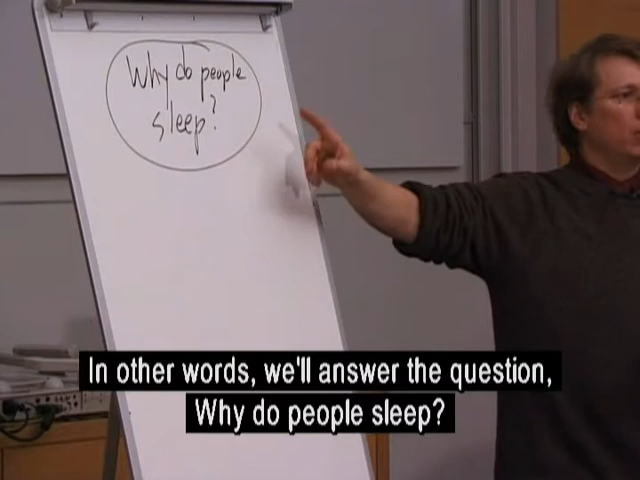 Why do people
sleep?
In other words, we'll answer the question,
Why do people sleep?